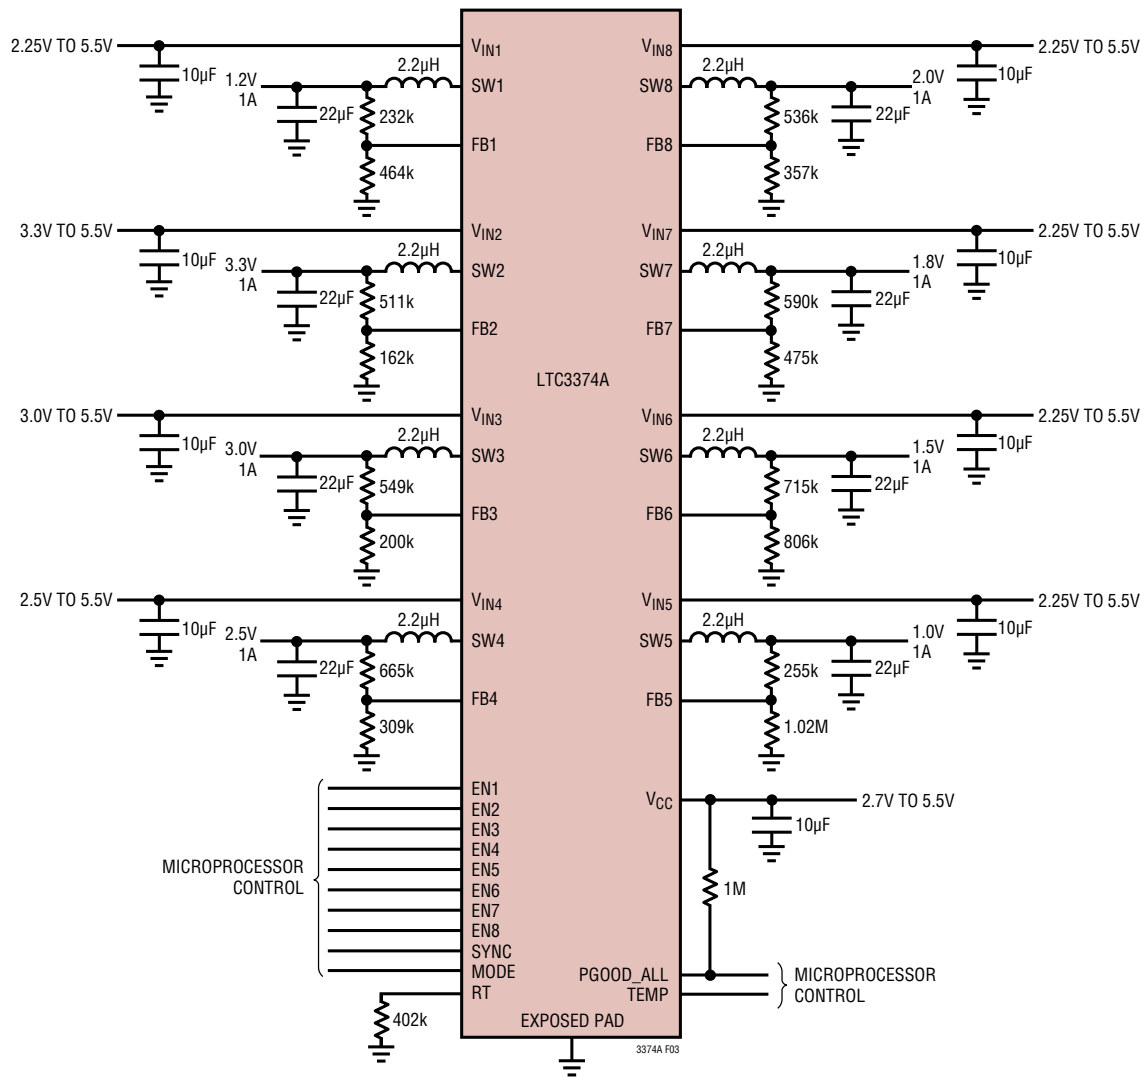 2.25V TO 5.5V
10µF
1.2V
1A
22µF
2.2µH
232k
464k
VIN1
SW1
FB1
3.3V TO 5.5V
10µF
3.3V
1A
22µF
2.2µH
511k
162k
VIN2
SW2
FB2
3.0V TO 5.5V
10µF
3.0V
1A
22µF
2.2µH
549k
200k
VIN3
SW3
FB3
2.5V TO 5.5V
10µF
2.5V
1A
22µF
2.2µH
665k
309k
VIN4
SW4
FB4
MICROPROCESSOR
CONTROL
EN1
EN2
EN3
EN4
EN5
EN6
EN7
EN8
SYNC
MODE
RT
402k
LTC3374A
EXPOSED PAD
VIN8
SW8
FB8
2.2µH
536k
357k
22µF
2.0V
1A
10µF
2.25V TO 5.5V
VIN7
SW7
FB7
2.2µH
590k
475k
22µF
1.8V
1A
10µF
2.25V TO 5.5V
VIN6
SW6
FB6
2.2µH
715k
806k
22µF
1.5V
1A
10µF
2.25V TO 5.5V
VIN5
SW5
FB5
2.2µH
255k
1.02M
22µF
1.0V
1A
10µF
2.25V TO 5.5V
VCC
2.7V TO 5.5V
10µF
1M
PGOOD_ALL
TEMP
MICROPROCESSOR
CONTROL
3374A F03